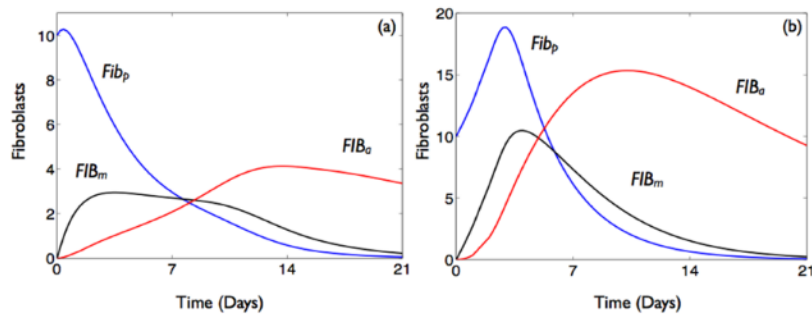 (a)
10
8
6
4
2
0
Fibroblasts
Fibₚ
FIBₘ
FIBₐ
0 7 14 21
Time (Days)
(b)
20
15
10
5
0
Fibroblasts
Fibₚ
FIBₐ
FIBₘ
0 7 14 21
Time (Days)